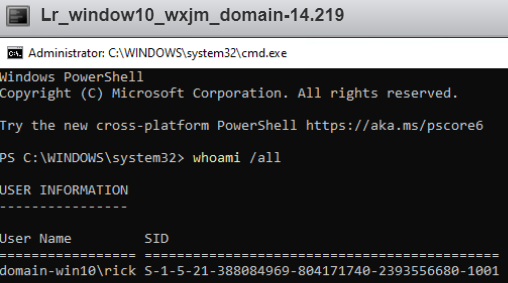 Lr_window10_wxjm_domain-14.219
Administrator: C:\WINDOWS\system32\cmd.exe
Windows PowerShell
Copyright (C) Microsoft Corporation. All rights reserved.
Try the new cross-platform PowerShell https://aka.ms/pscore6
PS C:\WINDOWS\system32> whoami /all
USER INFORMATION
----------------
User Name SID
================= ============================================
domain-win10\rick S-1-5-21-388084969-804171740-2393556680-1001